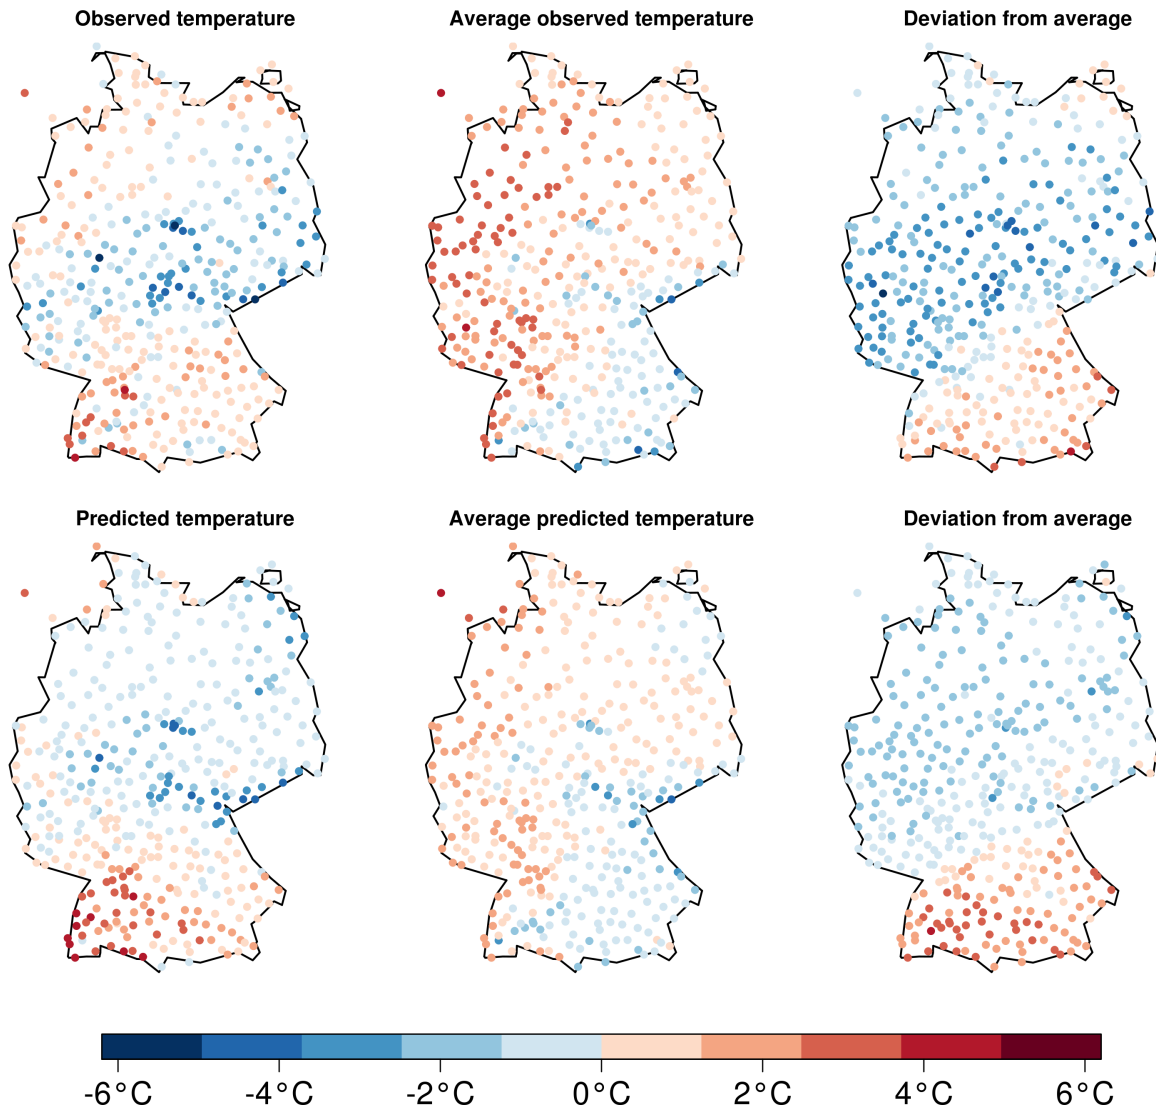 Observed temperature
Average observed temperature
Deviation from average
Predicted temperature
Average predicted temperature
Deviation from average
-6°C -4°C -2°C 0°C 2°C 4°C 6°C